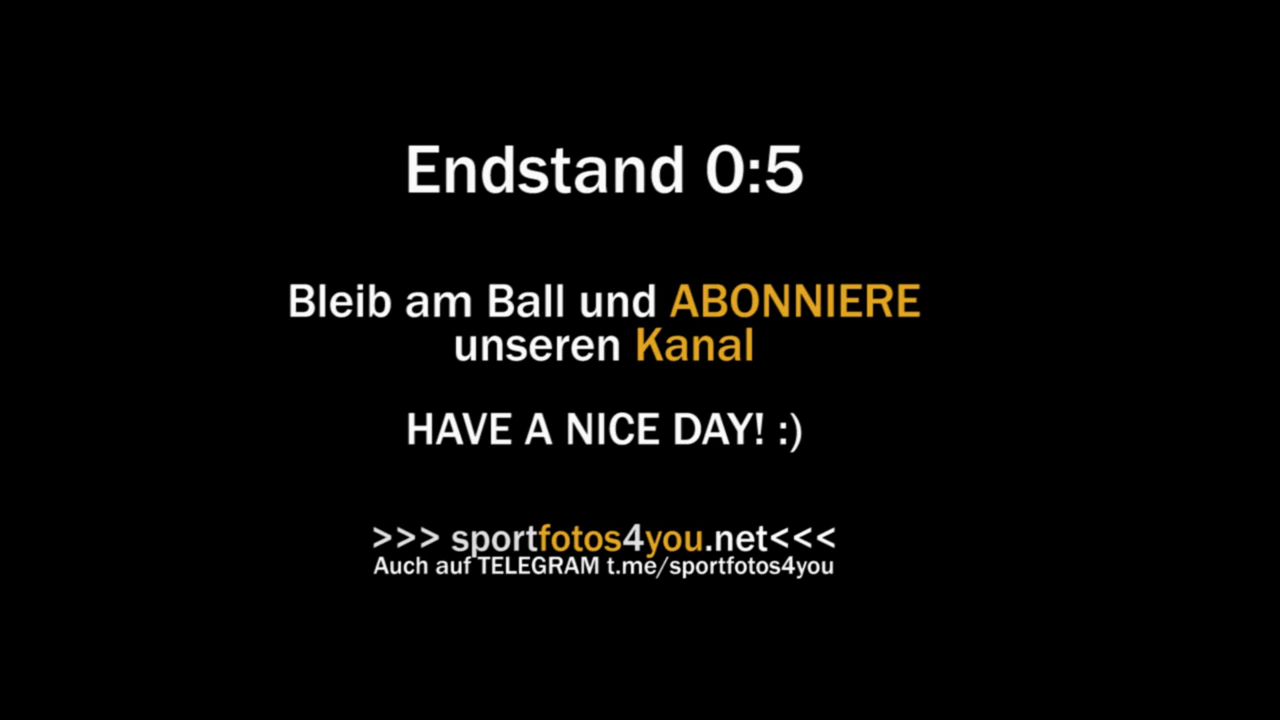 Endstand 0:5
Bleib am Ball und ABONNIERE
unseren Kanal
HAVE A NICE DAY! :)
>>> sportfotos4you.net<<<
Auch auf TELEGRAM t.me/sportfotos4you